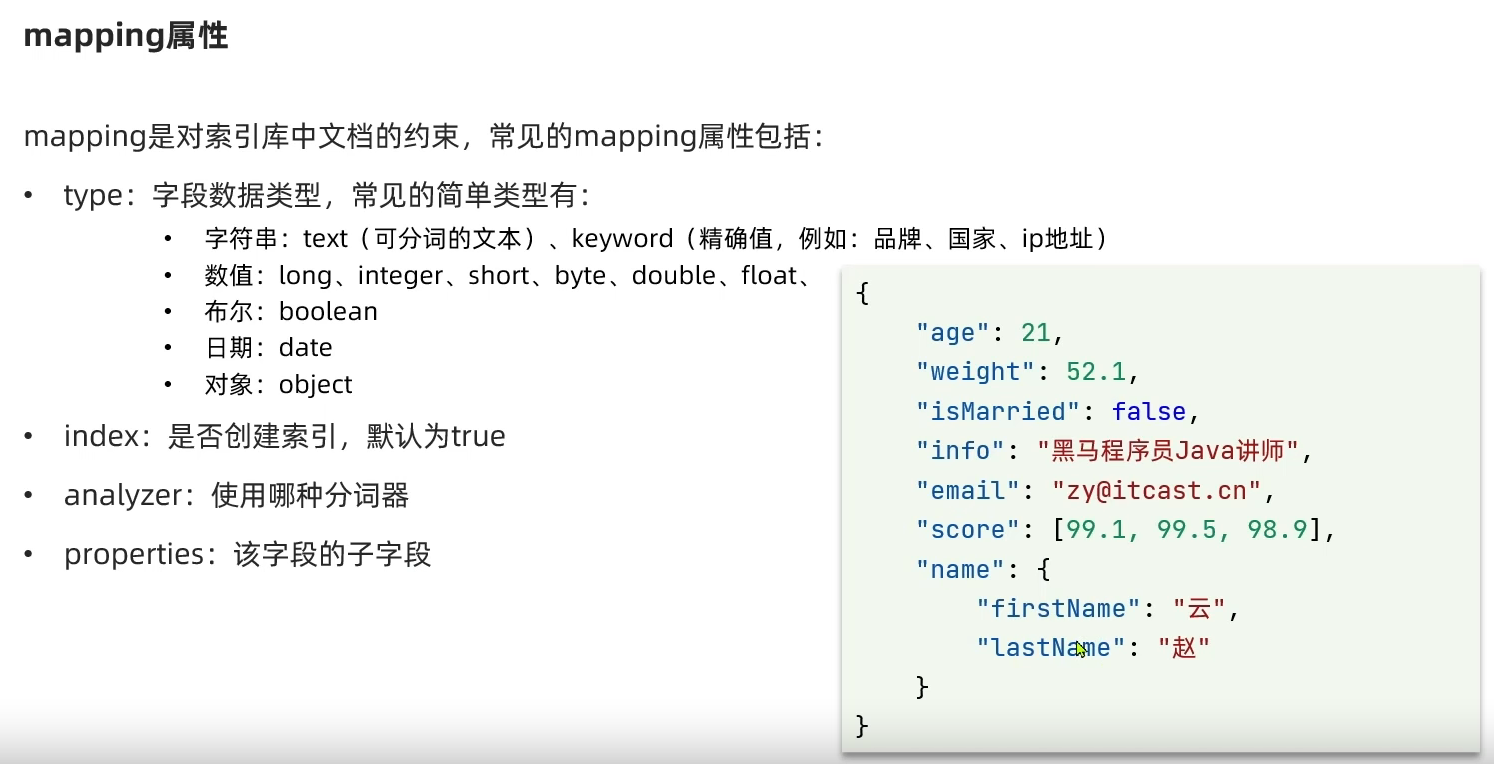 mapping属性
mapping是对索引库中文档的约束，常见的mapping属性包括：
• type：字段数据类型，常见的简单类型有：
• 字符串：text（可分词的文本）、keyword（精确值，例如：品牌、国家、ip地址）
• 数值：long、integer、short、byte、double、float、
• 布尔：boolean
• 日期：date
• 对象：object
• index：是否创建索引，默认为true
• analyzer：使用哪种分词器
• properties：该字段的子字段
{
    "age": 21,
    "weight": 52.1,
    "isMarried": false,
    "info": "黑马程序员Java讲师",
    "email": "zy@itcast.cn",
    "score": [99.1, 99.5, 98.9],
    "name": {
        "firstName": "云",
        "lastName": "赵"
    }
}